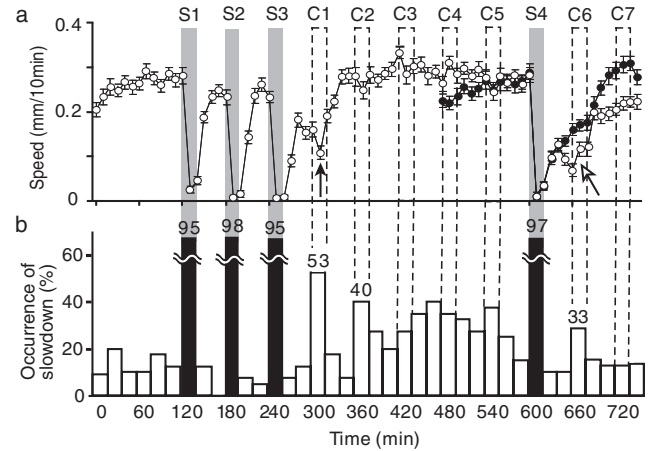 a
S1 S2 S3 C1 C2 C3 C4 C5 S4 C6 C7
0.4
0.2
0
Speed (mm/10min)
b
95 98 95 53 40 97 33
60
40
20
0
Occurrence of
slowdown (%)
0 60 120 180 240 300 360 420 480 540 600 660 720
Time (min)